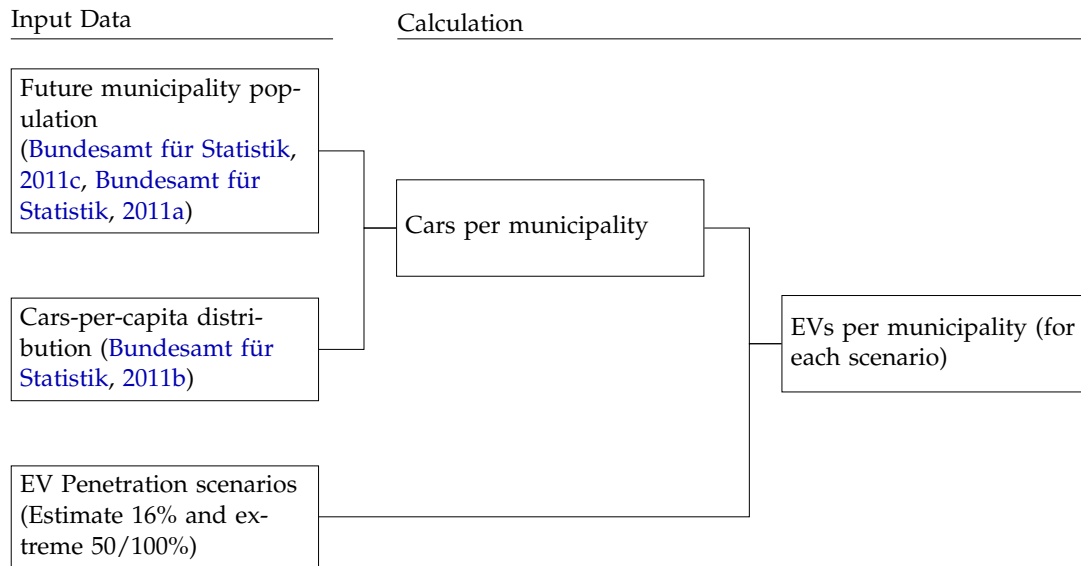 Input Data
Calculation
Future municipality pop-
ulation
(Bundesamt für Statistik,
2011c, Bundesamt für
Statistik, 2011a)
Cars per municipality
Cars-per-capita distri-
bution (Bundesamt für
Statistik, 2011b)
EVs per municipality (for
each scenario)
EV Penetration scenarios
(Estimate 16% and ex-
treme 50/100%)